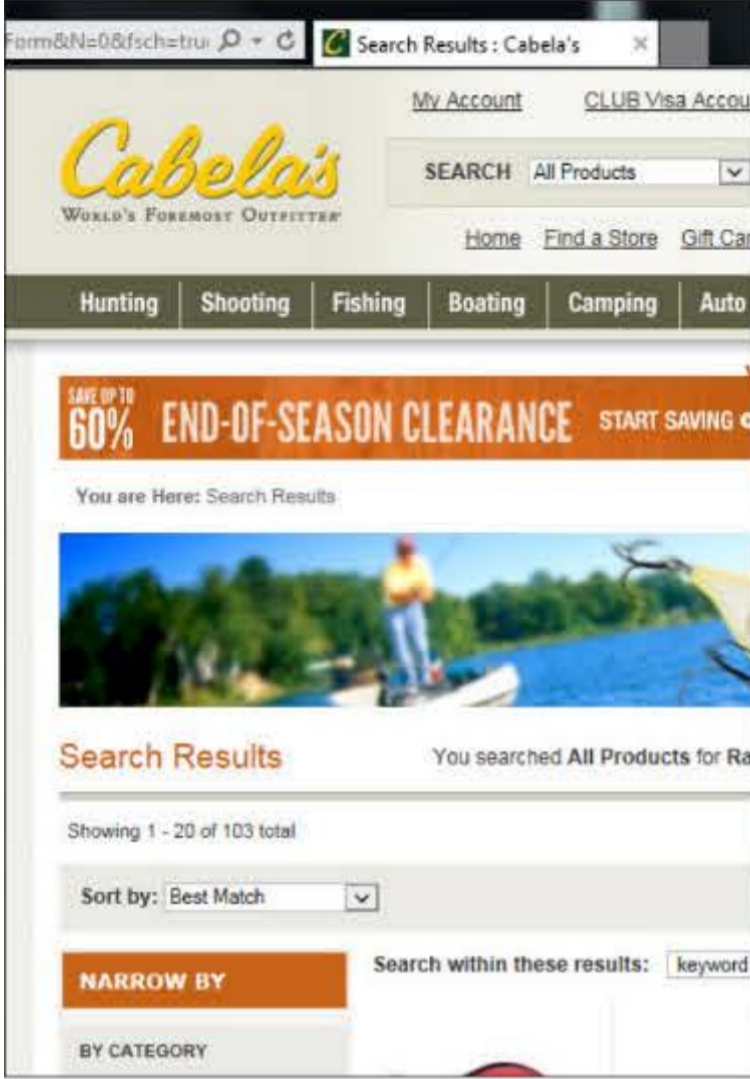 Form&N=0&fsch=tru
Search Results : Cabela's
My Account CLUB Visa Accou
Cabela's
WORLD'S FOREMOST OUTFITTER
SEARCH All Products
Home Find a Store Gift Car
Hunting Shooting Fishing Boating Camping Auto
SAVE UP TO
60% END-OF-SEASON CLEARANCE START SAVING
You are Here: Search Results
Search Results You searched All Products for Ra
Showing 1 - 20 of 103 total
Sort by: Best Match
NARROW BY
Search within these results: keyword
BY CATEGORY